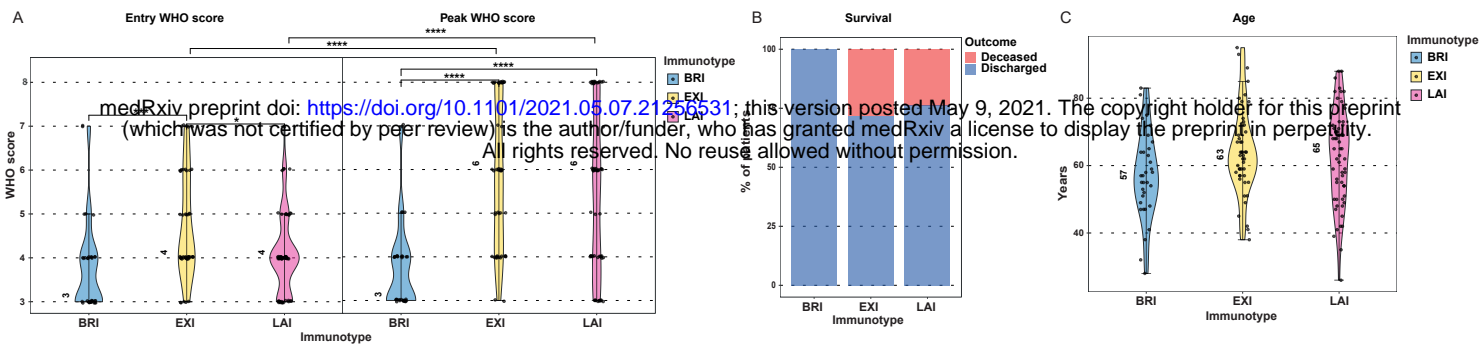 A
Entry WHO score
Peak WHO score
****
****
****
****
*
WHO score
8
7
6
5
4
3
3
4
4
3
6
6
BRI
EXI
LAI
BRI
EXI
LAI
Immunotype
Immunotype
BRI
EXI
LAI
B
Survival
% of patients
100
75
50
25
0
BRI
EXI
LAI
Immunotype
Outcome
Deceased
Discharged
C
Age
Years
80
60
40
57
63
65
BRI
EXI
LAI
Immunotype
Immunotype
BRI
EXI
LAI
medRxiv preprint doi: https://doi.org/10.1101/2021.05.07.21256531; this version posted May 9, 2021. The copyright holder for this preprint
(which was not certified by peer review) is the author/funder, who has granted medRxiv a license to display the preprint in perpetuity.
All rights reserved. No reuse allowed without permission.